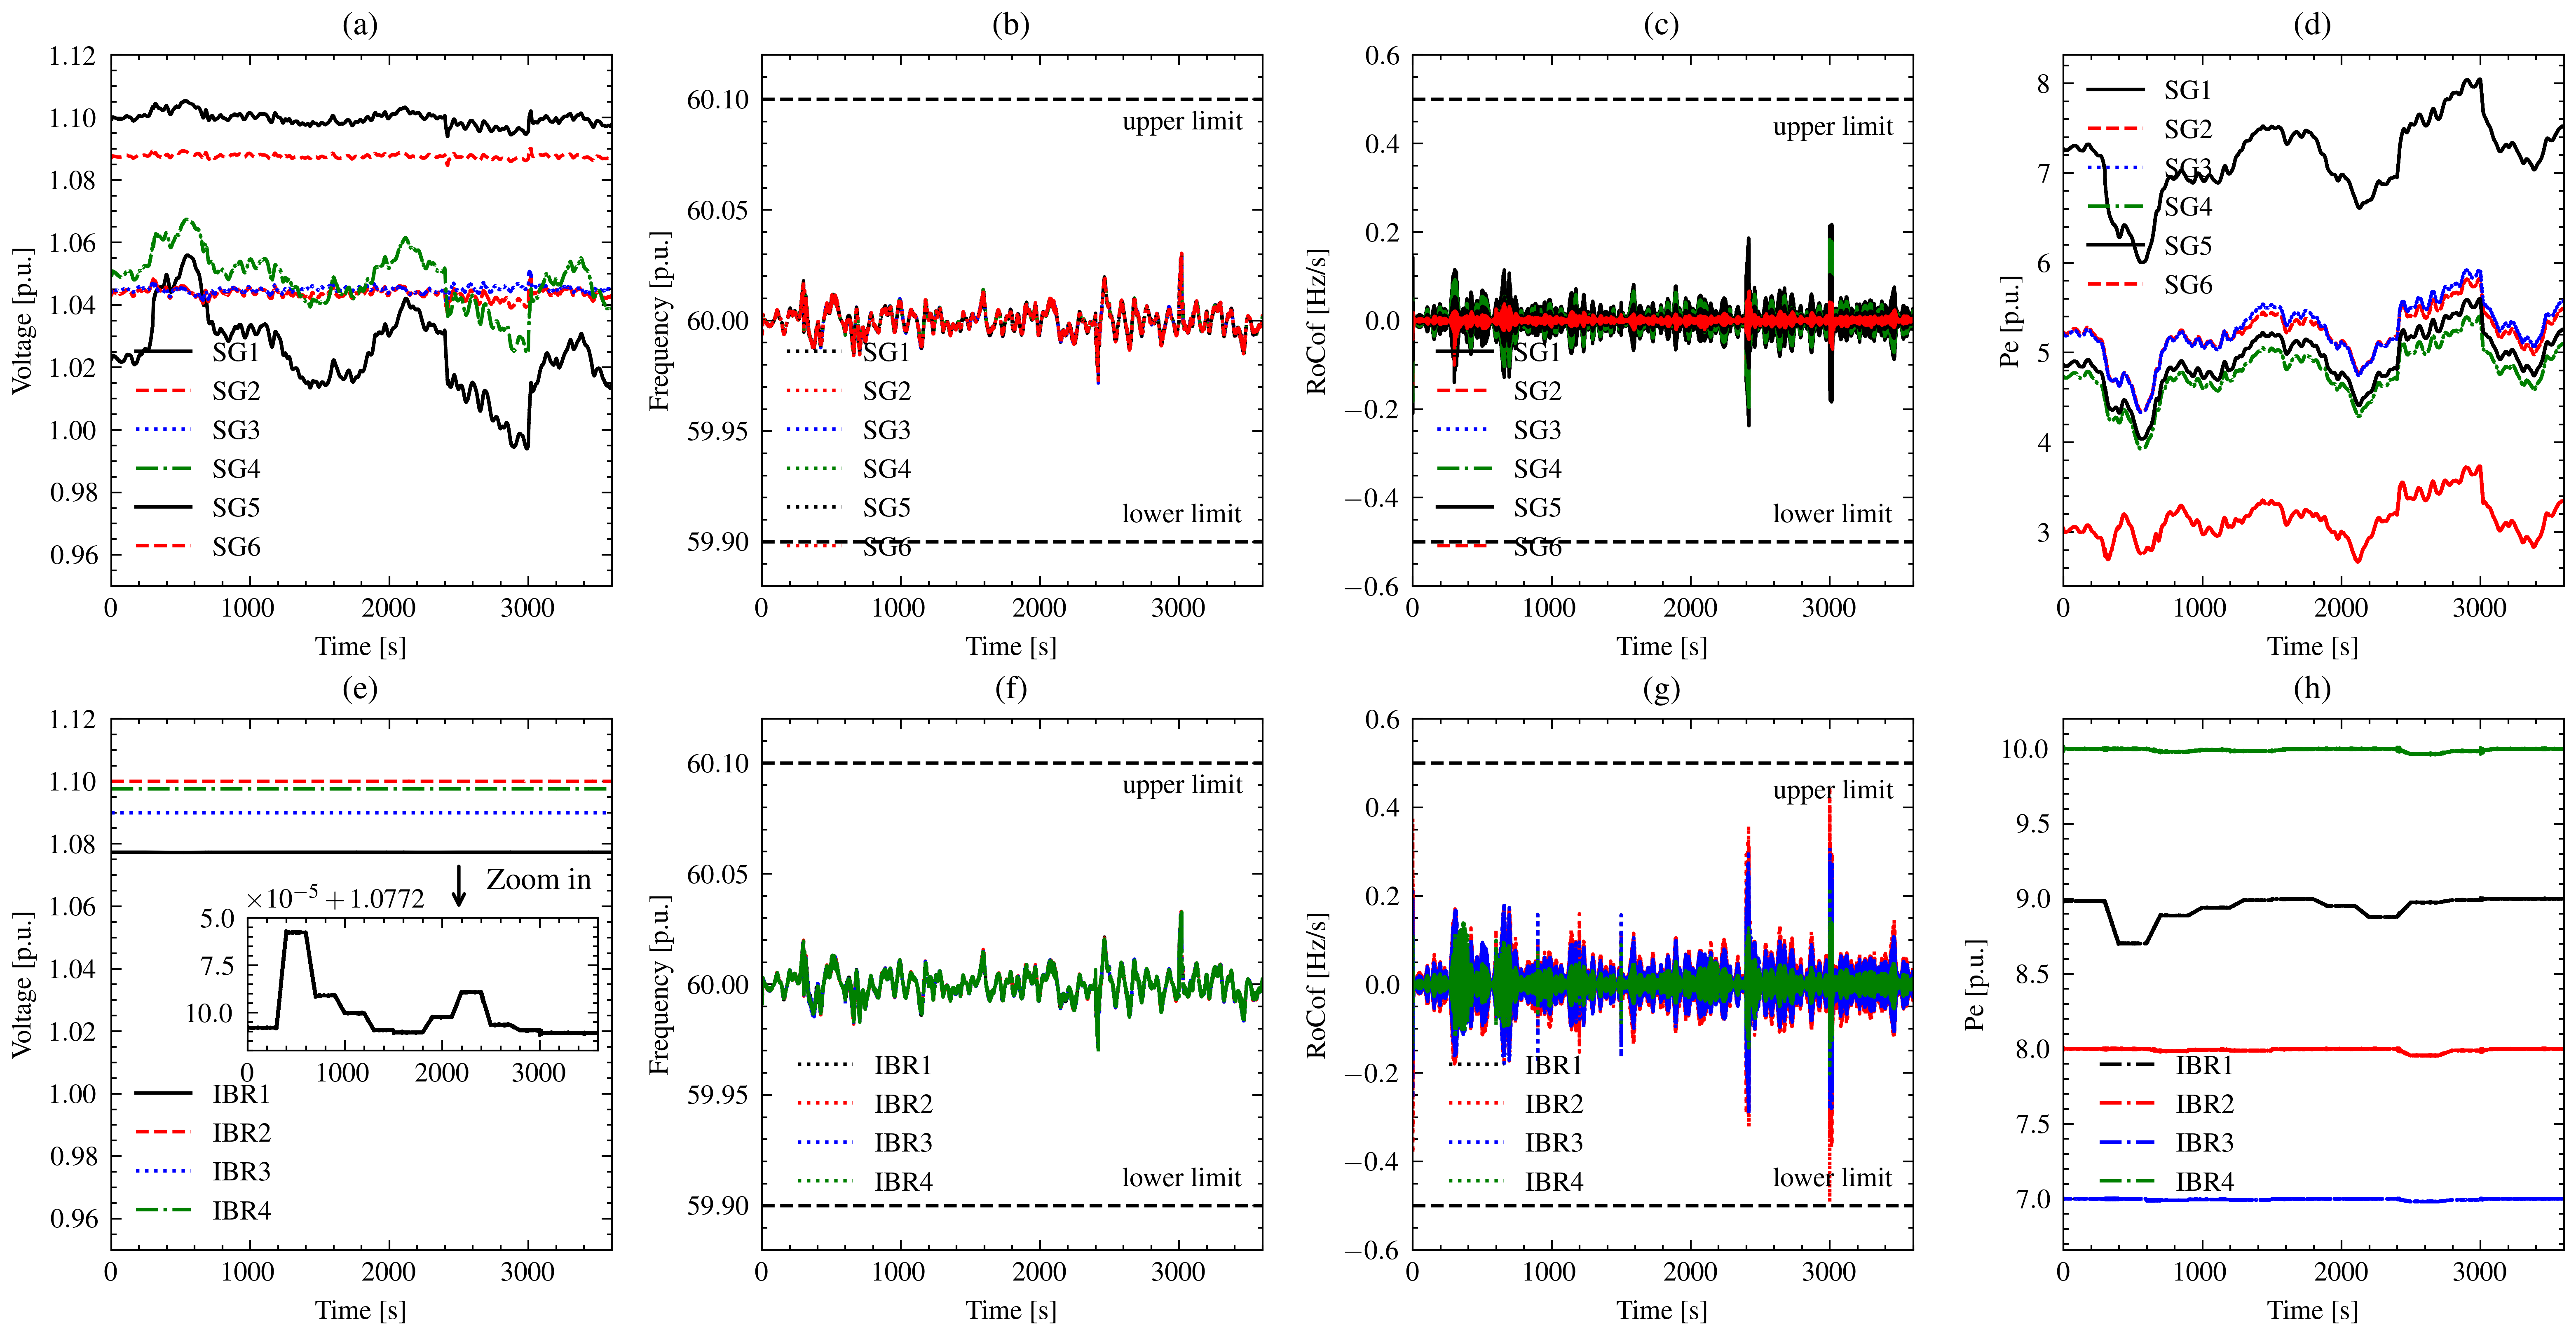 (a)
1.12
1.10
1.08
1.06
1.04
1.02
1.00
0.98
0.96
Voltage [p.u.]
SG1
SG2
SG3
SG4
SG5
SG6
0 1000 2000 3000
Time [s]
(b)
60.10
60.05
60.00
59.95
59.90
Frequency [p.u.]
upper limit
lower limit
SG1
SG2
SG3
SG4
SG5
SG6
0 1000 2000 3000
Time [s]
(c)
0.6
0.4
0.2
0.0
−0.2
−0.4
−0.6
RoCof [Hz/s]
upper limit
lower limit
SG1
SG2
SG3
SG4
SG5
SG6
0 1000 2000 3000
Time [s]
(d)
8
7
6
5
4
3
Pe [p.u.]
SG1
SG2
SG3
SG4
SG5
SG6
0 1000 2000 3000
Time [s]
(e)
1.12
1.10
1.08
1.06
1.04
1.02
1.00
0.98
0.96
Voltage [p.u.]
Zoom in
×10⁻⁵ +1.0772
5.0
7.5
10.0
0 1000 2000 3000
IBR1
IBR2
IBR3
IBR4
0 1000 2000 3000
Time [s]
(f)
60.10
60.05
60.00
59.95
59.90
Frequency [p.u.]
upper limit
lower limit
IBR1
IBR2
IBR3
IBR4
0 1000 2000 3000
Time [s]
(g)
0.6
0.4
0.2
0.0
−0.2
−0.4
−0.6
RoCof [Hz/s]
upper limit
lower limit
IBR1
IBR2
IBR3
IBR4
0 1000 2000 3000
Time [s]
(h)
10.0
9.5
9.0
8.5
8.0
7.5
7.0
Pe [p.u.]
IBR1
IBR2
IBR3
IBR4
0 1000 2000 3000
Time [s]